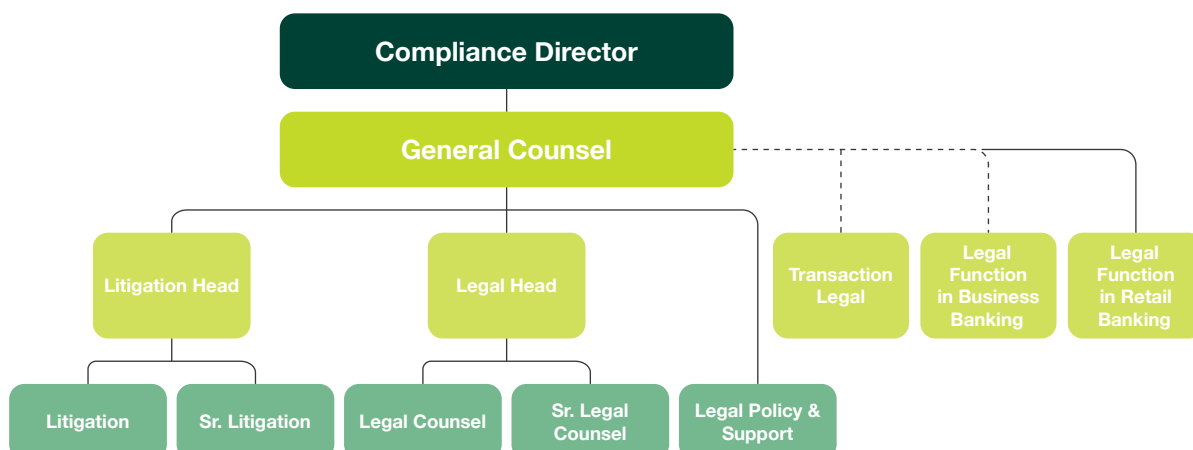 Compliance Director
General Counsel
Litigation Head
Legal Head
Transaction
Legal
Legal
Function
in Business
Banking
Legal
Function
in Retail
Banking
Litigation
Sr. Litigation
Legal Counsel
Sr. Legal
Counsel
Legal Policy &
Support